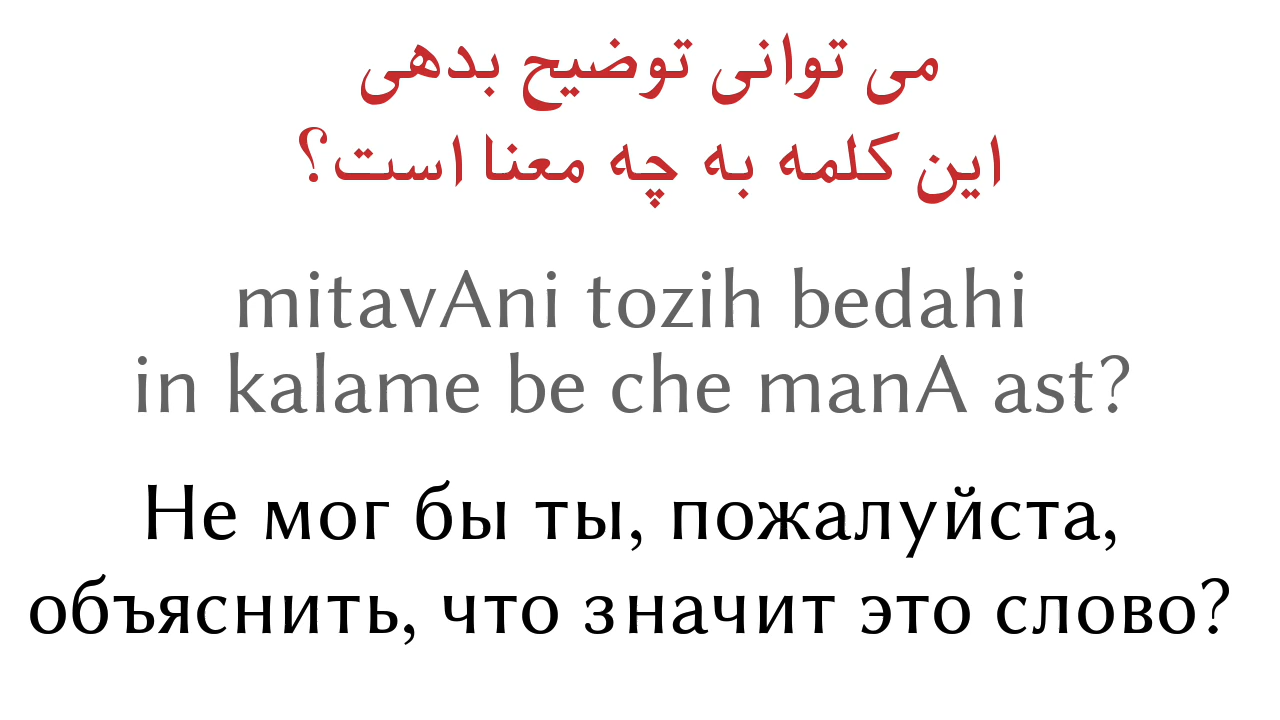 می توانی توضیح بدهی
این کلمه به چه معنا است؟
mitavAni tozih bedahi
in kalame be che manA ast?
Не мог бы ты, пожалуйста,
объяснить, что значит это слово?